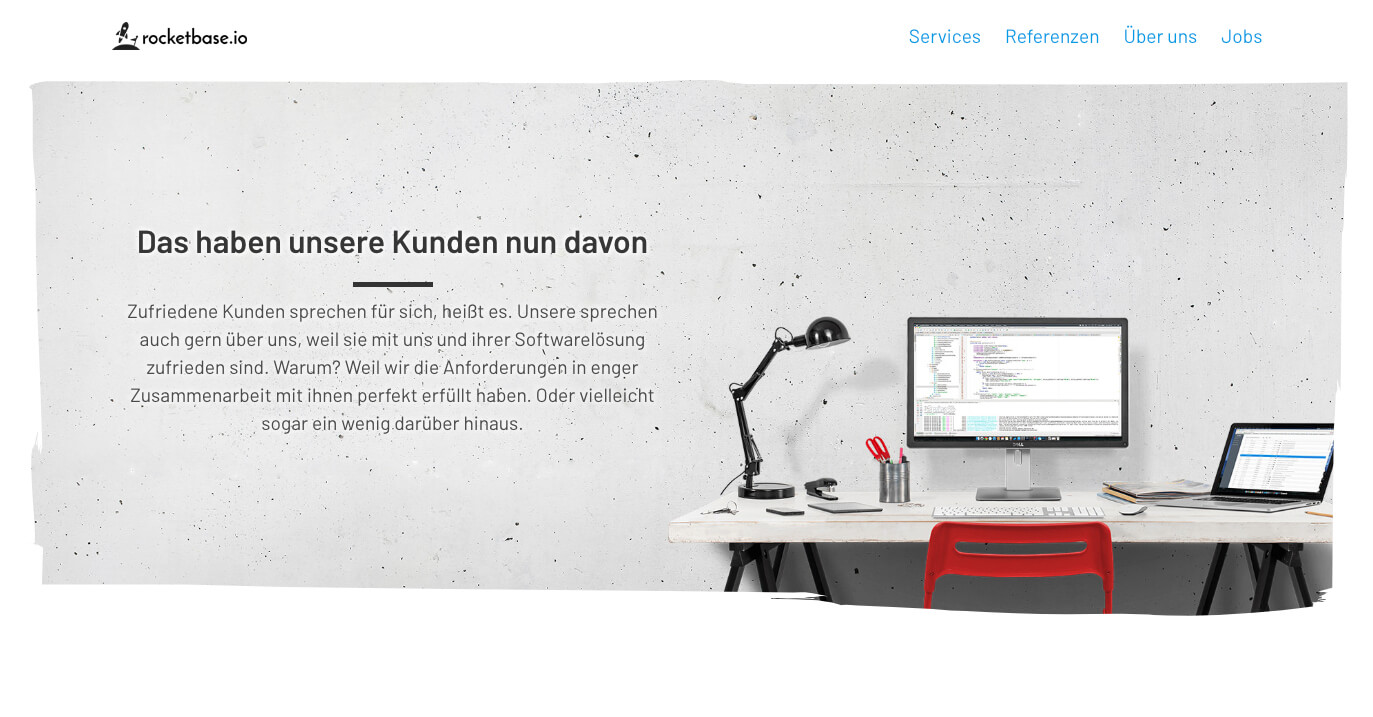 rocketbase.io
Services Referenzen Über uns Jobs
Das haben unsere Kunden nun davon
Zufriedene Kunden sprechen für sich, heißt es. Unsere sprechen
auch gern über uns, weil sie mit uns und ihrer Softwarelösung
zufrieden sind. Warum? Weil wir die Anforderungen in enger
Zusammenarbeit mit ihnen perfekt erfüllt haben. Oder vielleicht
sogar ein wenig darüber hinaus.
DELL